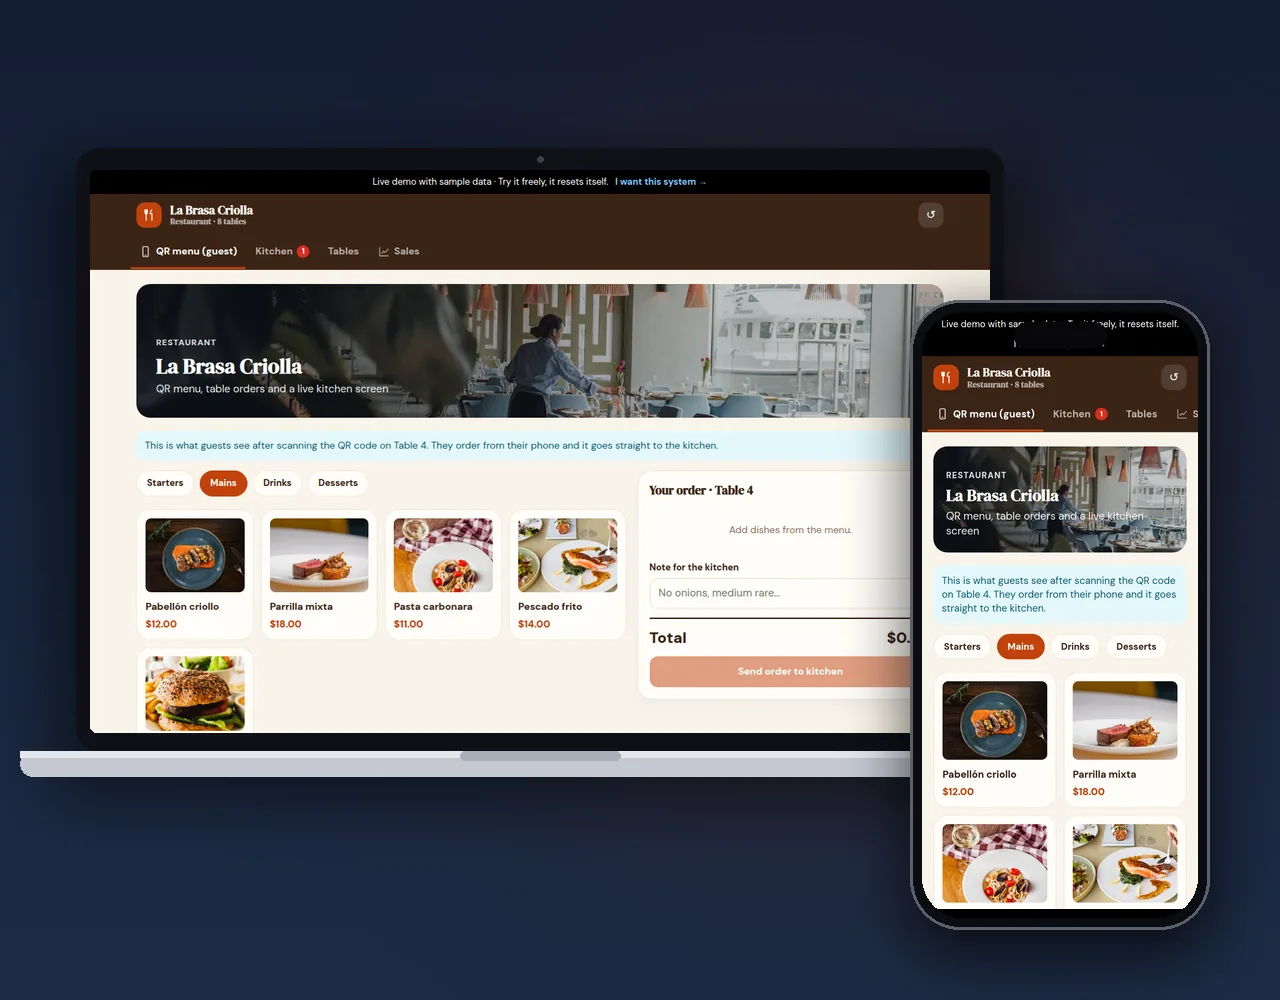 Live demo with sample data · Try it freely, it resets itself. I want this system →
La Brasa Criolla
Restaurant · 8 tables
↺
QR menu (guest) Kitchen 1 Tables Sales
RESTAURANT
La Brasa Criolla
QR menu, table orders and a live kitchen screen
This is what guests see after scanning the QR code on Table 4. They order from their phone and it goes straight to the kitchen.
Starters Mains Drinks Desserts
Pabellón criollo
$12.00
Parrilla mixta
$18.00
Pasta carbonara
$11.00
Pescado frito
$14.00
Your order · Table 4
Add dishes from the menu.
Note for the kitchen
No onions, medium rare…
Total $0.
Send order to kitchen
Live demo with it resets itself.
La Brasa Criolla
Restaurant · 8 tables
↺
QR menu (guest) Kitchen 1 Tables S
RESTAURANT
La Brasa Criolla
QR menu, table orders and a live kitchen
screen
This is what guests see after scanning the QR code
on Table 4. They order from their phone and it goes
straight to the kitchen.
Starters Mains Drinks Desserts
Pabellón criollo
$12.00
Parrilla mixta
$18.00